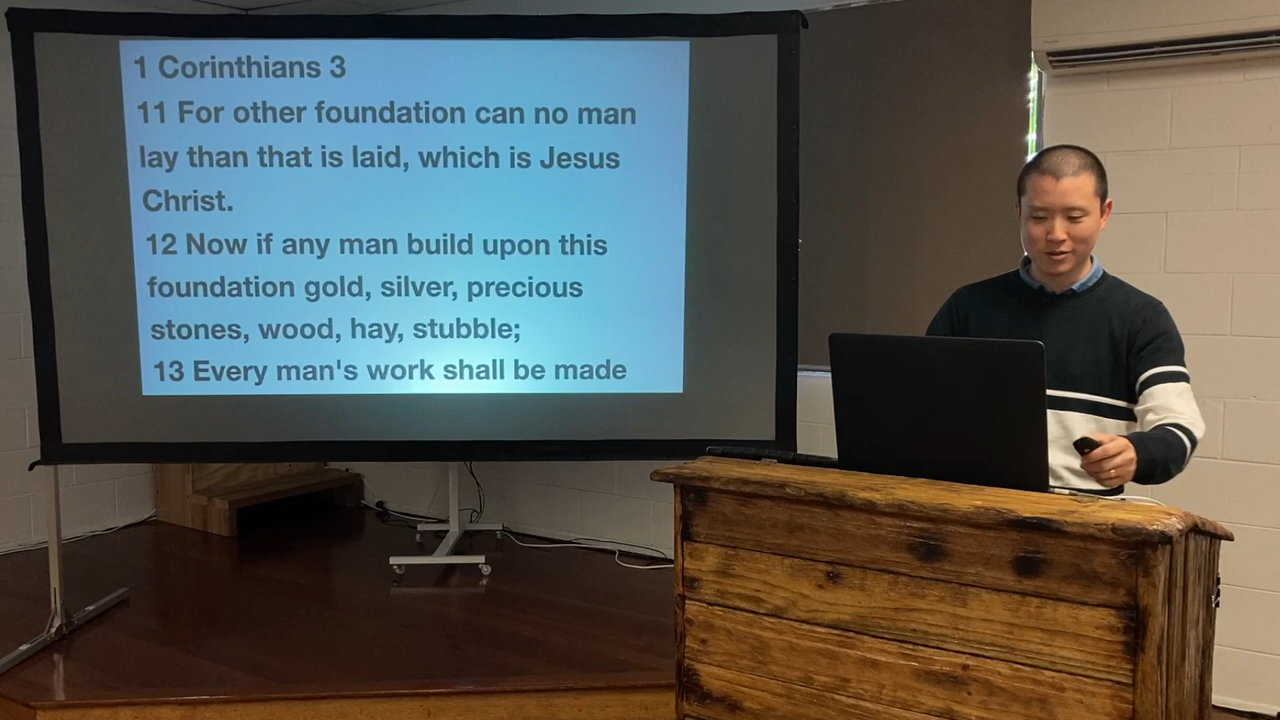 1 Corinthians 3
11 For other foundation can no man
lay than that is laid, which is Jesus
Christ.
12 Now if any man build upon this
foundation gold, silver, precious
stones, wood, hay, stubble;
13 Every man's work shall be made